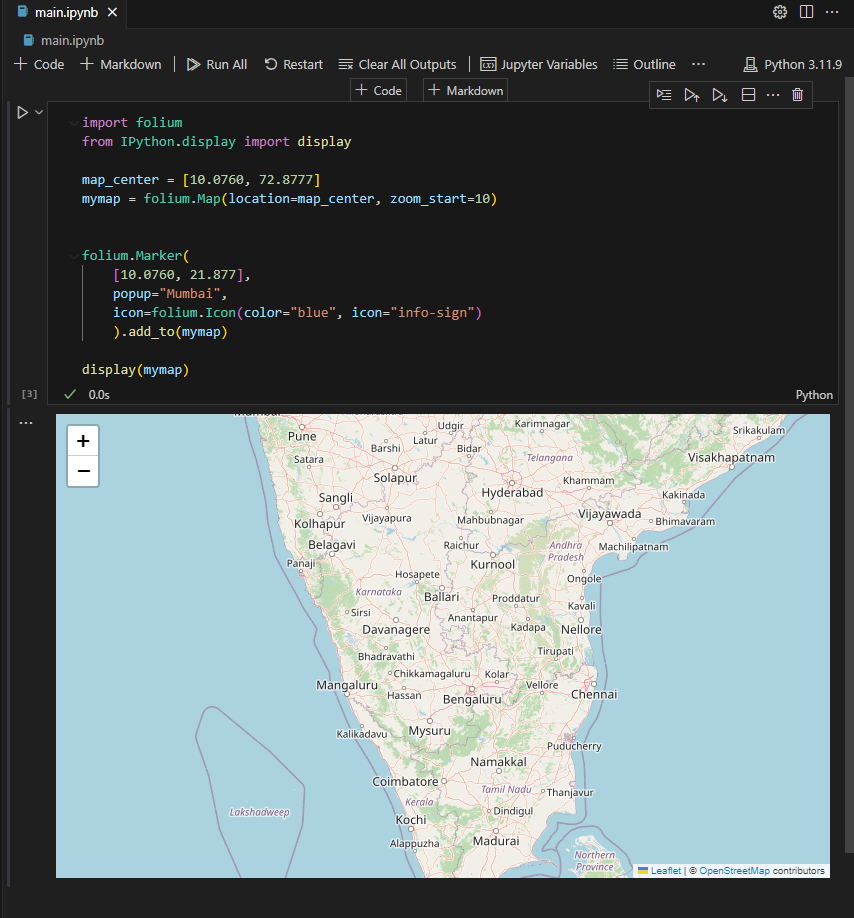 main.ipynb
main.ipynb
Code Markdown Run All Restart Clear All Outputs Jupyter Variables Outline ... Python 3.11.9
Code Markdown
import folium
from IPython.display import display
map_center = [10.0760, 72.8777]
mymap = folium.Map(location=map_center, zoom_start=10)
folium.Marker(
[10.0760, 21.877],
popup="Mumbai",
icon=folium.Icon(color="blue", icon="info-sign")
).add_to(mymap)
display(mymap)
[3] 0.0s Python
+
−
Mumbai
Pune
Udgir
Karimnagar
Srikakulam
Satara
Barshi
Latur
Bidar
Telangana
Visakhapatnam
Solapur
Sangli
Hyderabad
Khammam
Kakinada
Kolhapur
Vijayapura
Mahbubnagar
Vijayawada
Bhimavaram
Belagavi
Raichur
Andhra
Pradesh
Machilipatnam
Panaji
Hosapete
Kurnool
Ongole
Karnataka
Ballari
Proddatur
Kavali
Sirsi
Anantapur
Davanagere
Kadapa
Nellore
Bhadravathi
Tirupati
Chikkamagaluru
Kolar
Mangaluru
Hassan
Bengaluru
Vellore
Chennai
Kalikadavu
Mysuru
Puducherry
Namakkal
Coimbatore
Tamil Nadu
Thanjavur
Kerala
Lakshadweep
Kochi
Dindigul
Alappuzha
Madurai
Northern
Province
Leaflet | © OpenStreetMap contributors